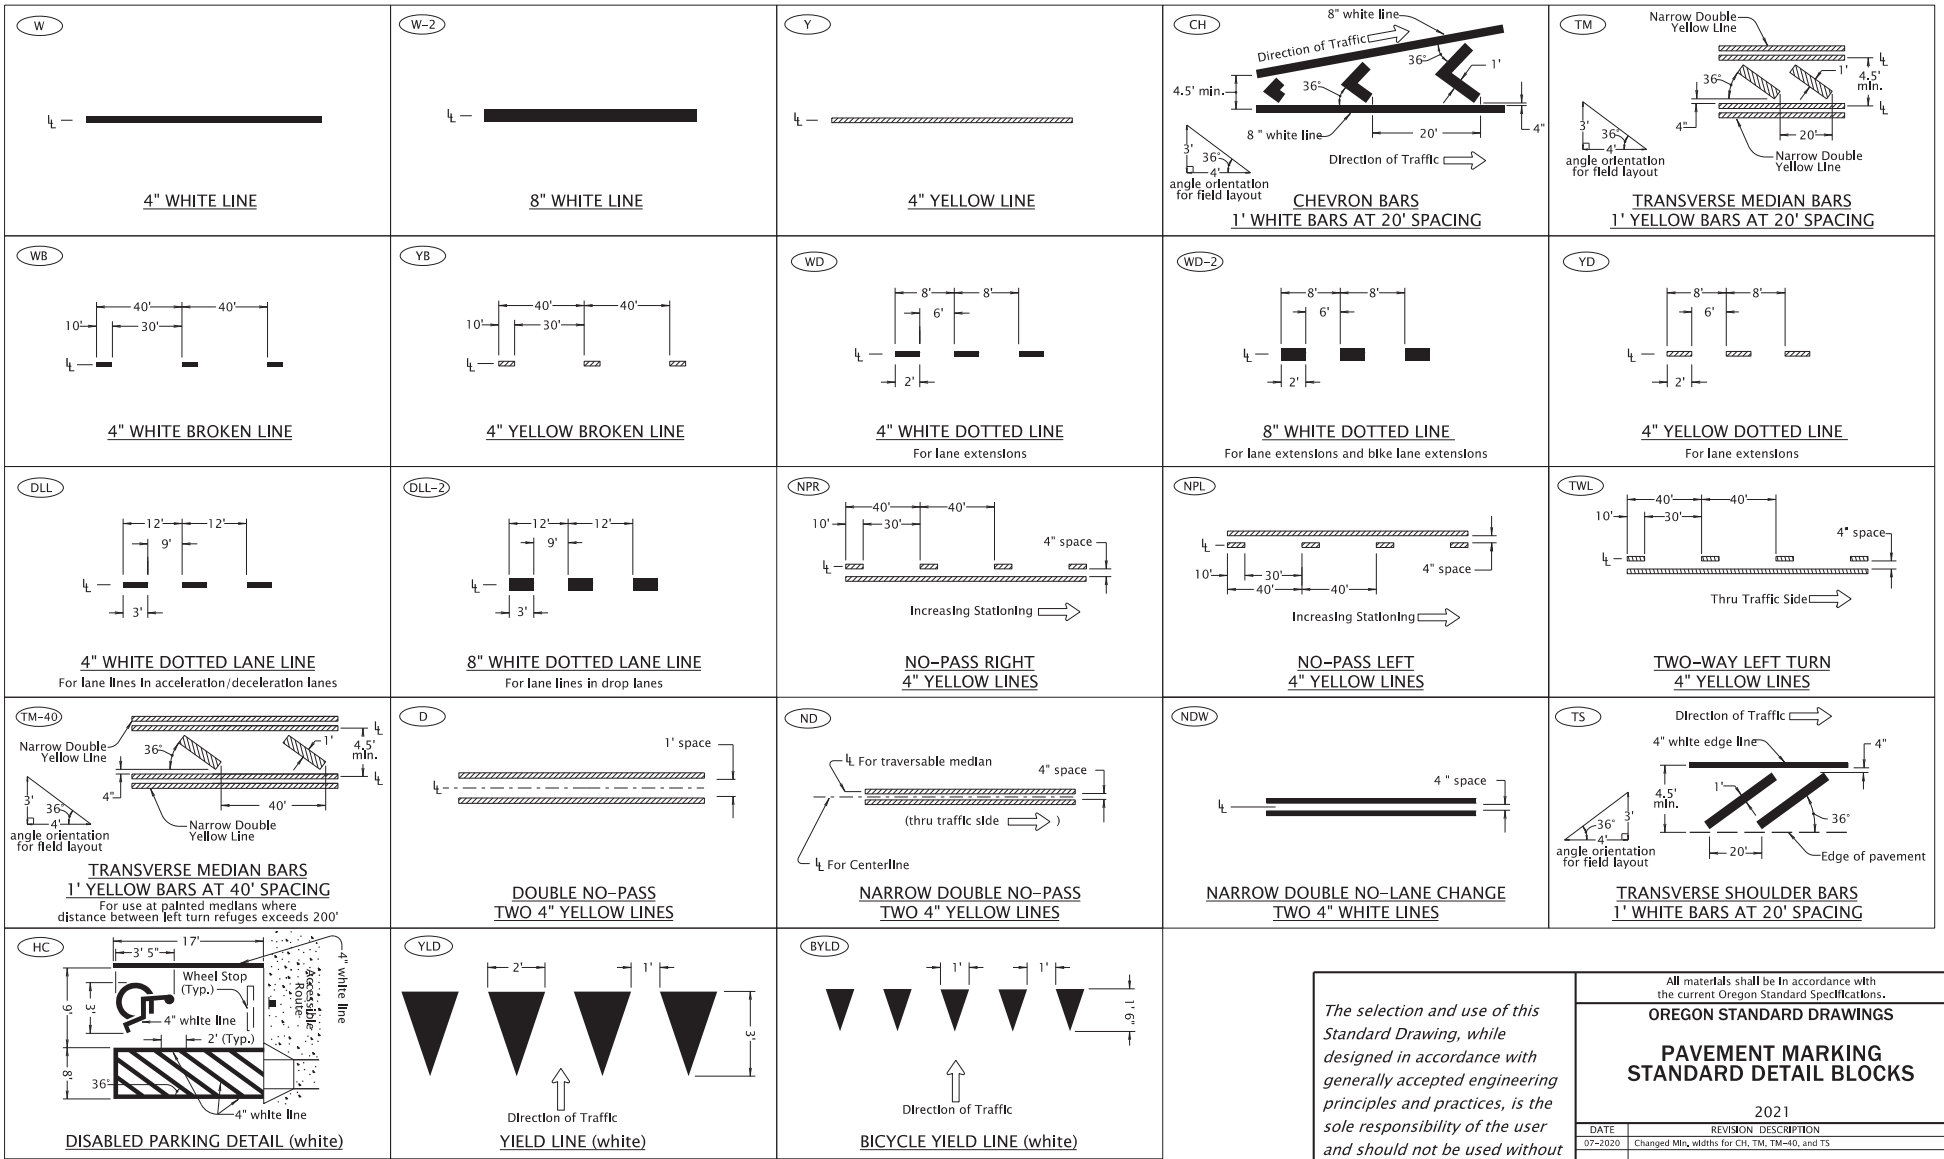 W
4" WHITE LINE
W-2
8" WHITE LINE
Y
4" YELLOW LINE
CH
8" white line
Direction of Traffic
36°
1'
4.5' min.
36°
8 " white line
20'
4"
3'
36°
4'
Direction of Traffic
angle orientation
for field layout
CHEVRON BARS
1' WHITE BARS AT 20' SPACING
TM
Narrow Double
Yellow Line
36°
1'
4.5'
min.
4"
20'
3'
36°
4'
angle orientation
for field layout
Narrow Double
Yellow Line
TRANSVERSE MEDIAN BARS
1' YELLOW BARS AT 20' SPACING
WB
40' 40'
10' 30'
4" WHITE BROKEN LINE
YB
40' 40'
10' 30'
4" YELLOW BROKEN LINE
WD
8' 8'
6'
2'
4" WHITE DOTTED LINE
For lane extensions
WD-2
8' 8'
6'
2'
8" WHITE DOTTED LINE
For lane extensions and bike lane extensions
YD
8' 8'
6'
2'
4" YELLOW DOTTED LINE
For lane extensions
DLL
12' 12'
9'
3'
4" WHITE DOTTED LANE LINE
For lane lines in acceleration/deceleration lanes
DLL-2
12' 12'
9'
3'
8" WHITE DOTTED LANE LINE
For lane lines in drop lanes
NPR
40' 40'
10' 30'
4" space
Increasing Stationing
NO-PASS RIGHT
4" YELLOW LINES
NPL
10' 30'
4" space
40' 40'
Increasing Stationing
NO-PASS LEFT
4" YELLOW LINES
TWL
40' 40'
10' 30'
4" space
Thru Traffic Side
TWO-WAY LEFT TURN
4" YELLOW LINES
TM-40
Narrow Double
Yellow Line
36°
1'
4.5'
min.
4"
40'
3'
36°
4'
angle orientation
for field layout
Narrow Double
Yellow Line
TRANSVERSE MEDIAN BARS
1' YELLOW BARS AT 40' SPACING
For use at painted medians where
distance between left turn refuges exceeds 200'
D
1' space
DOUBLE NO-PASS
TWO 4" YELLOW LINES
ND
For traversable median
4" space
(thru traffic side )
For Centerline
NARROW DOUBLE NO-PASS
TWO 4" YELLOW LINES
NDW
4 " space
NARROW DOUBLE NO-LANE CHANGE
TWO 4" WHITE LINES
TS
Direction of Traffic
4" white edge line
4"
1'
4.5'
min.
3'
36°
4'
36°
angle orientation
for field layout
20'
Edge of pavement
TRANSVERSE SHOULDER BARS
1' WHITE BARS AT 20' SPACING
HC
17'
3' 5"
Wheel Stop
(Typ.)
Accessible
Route
4" white line
9'
3'
4" white line
2' (Typ.)
8'
36°
4" white line
DISABLED PARKING DETAIL (white)
YLD
2' 1'
3'
Direction of Traffic
YIELD LINE (white)
BYLD
1' 1'
1' 6"
Direction of Traffic
BICYCLE YIELD LINE (white)
The selection and use of this
Standard Drawing, while
designed in accordance with
generally accepted engineering
principles and practices, is the
sole responsibility of the user
and should not be used without
All materials shall be in accordance with
the current Oregon Standard Specifications.
OREGON STANDARD DRAWINGS
PAVEMENT MARKING
STANDARD DETAIL BLOCKS
2021
DATE REVISION DESCRIPTION
07-2020 Changed Min. widths for CH, TM, TM-40, and TS